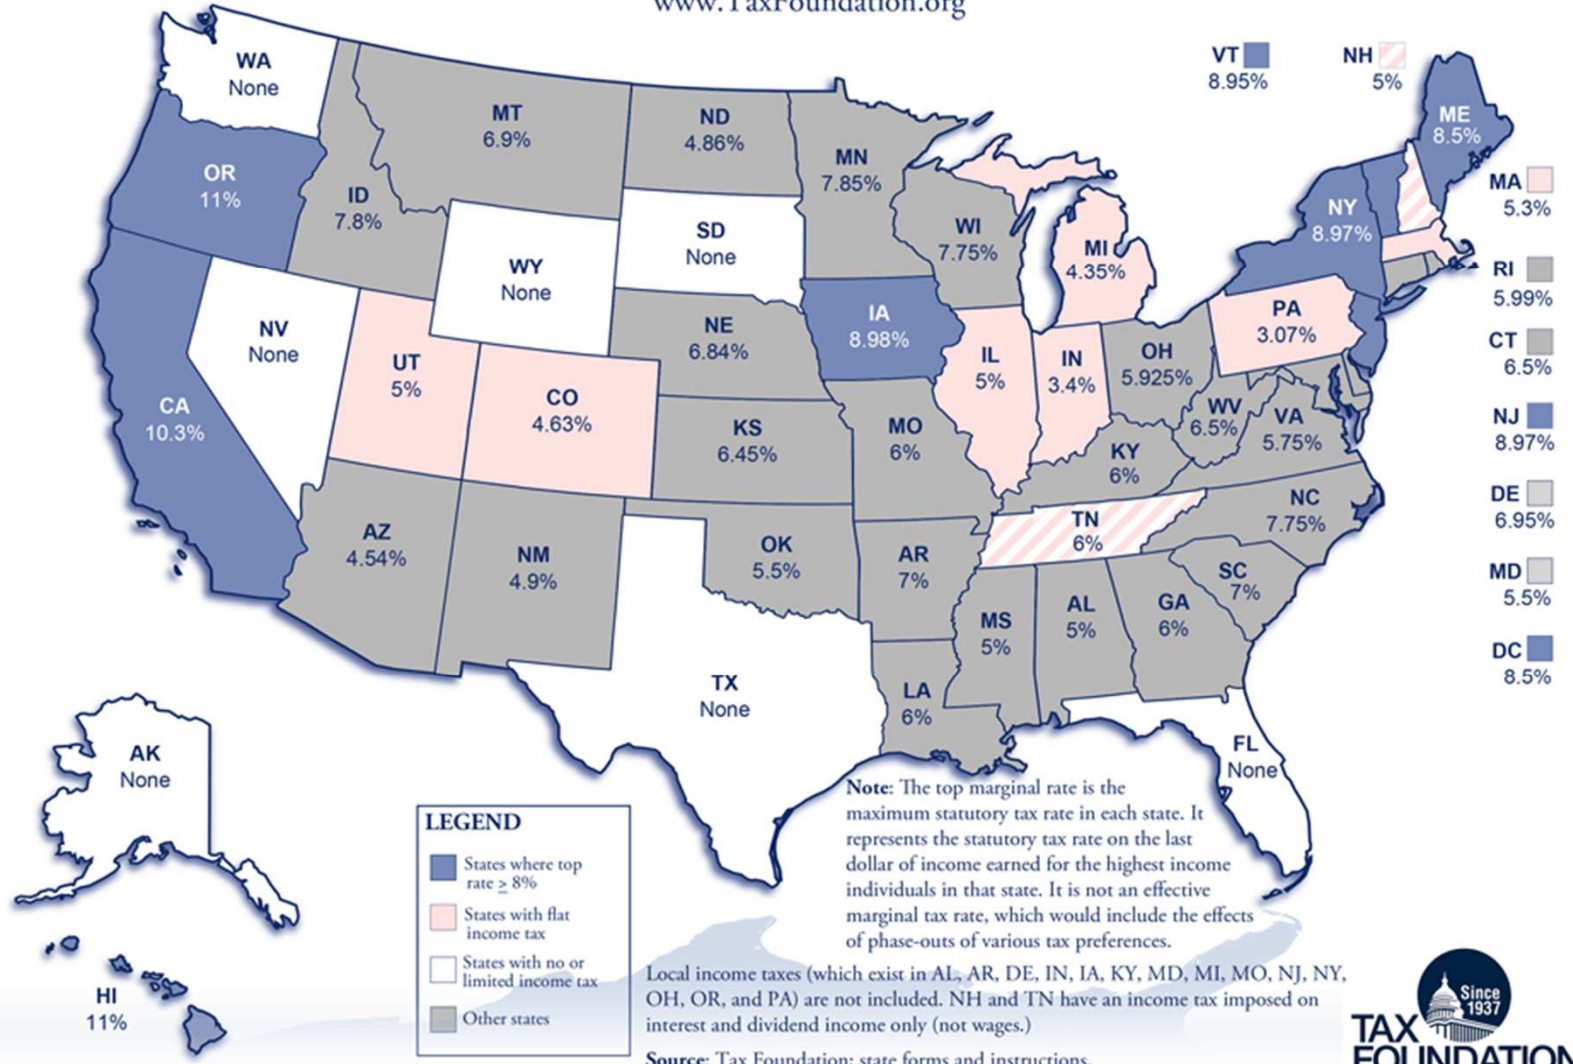 www.TaxFoundation.org
WA
None
OR
11%
CA
10.3%
NV
None
ID
7.8%
MT
6.9%
WY
None
UT
5%
CO
4.63%
AZ
4.54%
NM
4.9%
ND
4.86%
SD
None
NE
6.84%
KS
6.45%
OK
5.5%
TX
None
MN
7.85%
IA
8.98%
MO
6%
AR
7%
LA
6%
WI
7.75%
IL
5%
MI
4.35%
IN
3.4%
OH
5.925%
KY
6%
TN
6%
MS
5%
AL
5%
GA
6%
FL
None
SC
7%
NC
7.75%
VA
5.75%
WV
6.5%
PA
3.07%
NY
8.97%
ME
8.5%
VT
8.95%
NH
5%
MA
5.3%
RI
5.99%
CT
6.5%
NJ
8.97%
DE
6.95%
MD
5.5%
DC
8.5%
AK
None
HI
11%
LEGEND
States where top
rate ≥ 8%
States with flat
income tax
States with no or
limited income tax
Other states
Note: The top marginal rate is the
maximum statutory tax rate in each state. It
represents the statutory tax rate on the last
dollar of income earned for the highest income
individuals in that state. It is not an effective
marginal tax rate, which would include the effects
of phase-outs of various tax preferences.
Local income taxes (which exist in AL, AR, DE, IN, IA, KY, MD, MI, MO, NJ, NY,
OH, OR, and PA) are not included. NH and TN have an income tax imposed on
interest and dividend income only (not wages.)
Source: Tax Foundation; state forms and instructions.
Since
1937
TAX
FOUNDATION